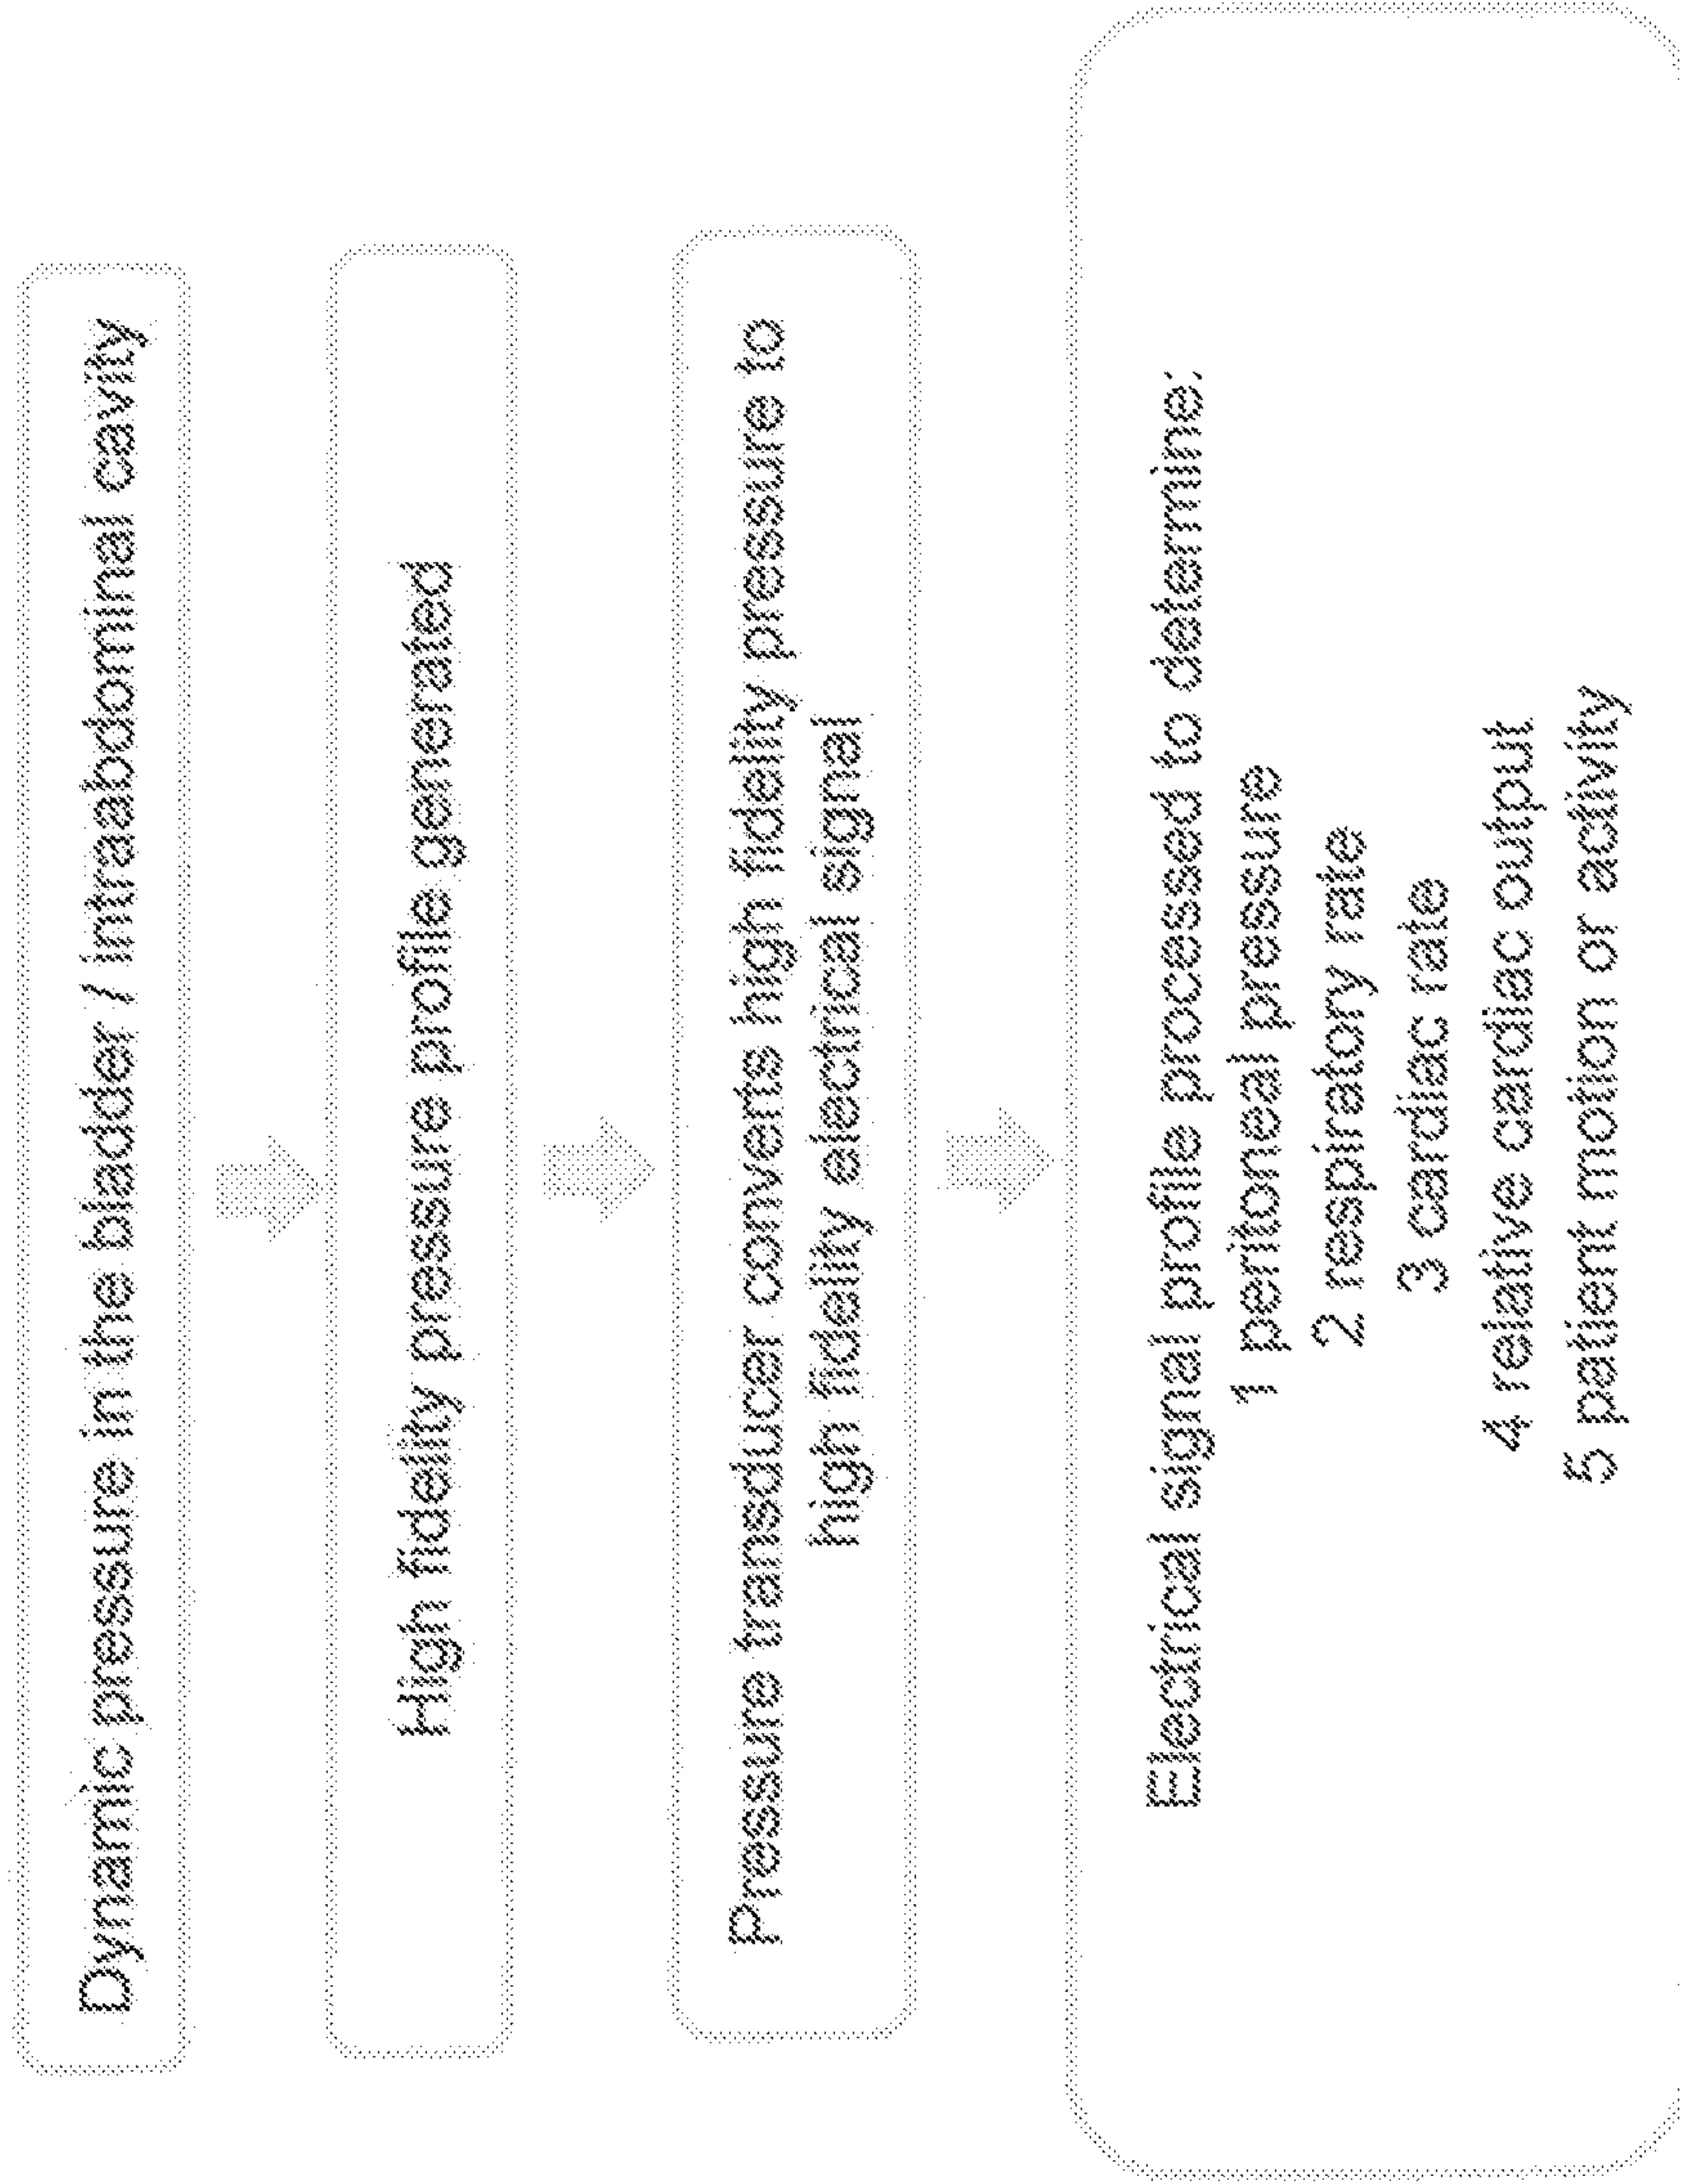 Dynamic pressure in the bladder / intraabdominal cavity
High fidelity pressure profile generated
Pressure transducer converts high fidelity pressure to
high fidelity electrical signal
Electrical signal profile processed to determine:
1 peritoneal pressure
2 respiratory rate
3 cardiac rate
4 relative cardiac output
5 patient motion or activity